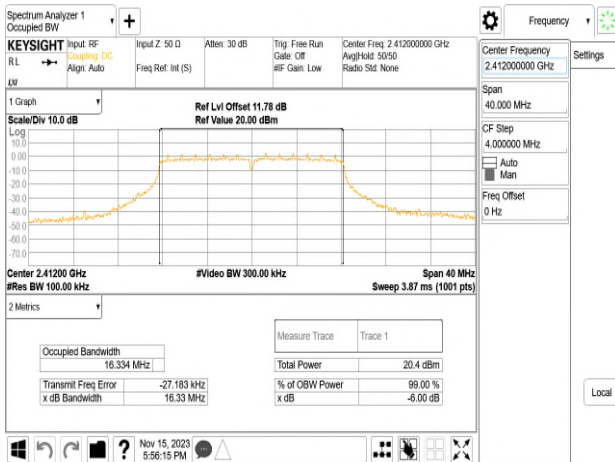 Spectrum Analyzer 1
Occupied BW
+
Frequency
KEYSIGHT Input: RF Input Z: 50 Ω Atten: 30 dB Trig: Free Run Center Freq: 2.412000000 GHz
RL Coupling: DC Gate: Off Avg|Hold: 50/50
Align: Auto Freq Ref: Int (S) #IF Gain: Low Radio Std: None
LXI
Center Frequency
2.412000000 GHz
Settings
Span
40.000 MHz
CF Step
4.000000 MHz
Auto
Man
Freq Offset
0 Hz
Local
1 Graph
Ref Lvl Offset 11.78 dB
Scale/Div 10.0 dB Ref Value 20.00 dBm
Log
10.0
0.00
-10.0
-20.0
-30.0
-40.0
-50.0
-60.0
-70.0
Center 2.41200 GHz #Video BW 300.00 kHz Span 40 MHz
#Res BW 100.00 kHz Sweep 3.87 ms (1001 pts)
2 Metrics
Measure Trace Trace 1
Occupied Bandwidth
16.334 MHz
Total Power 20.4 dBm
Transmit Freq Error -27.183 kHz % of OBW Power 99.00 %
x dB Bandwidth 16.33 MHz x dB -6.00 dB
? Nov 15, 2023
5:56:15 PM